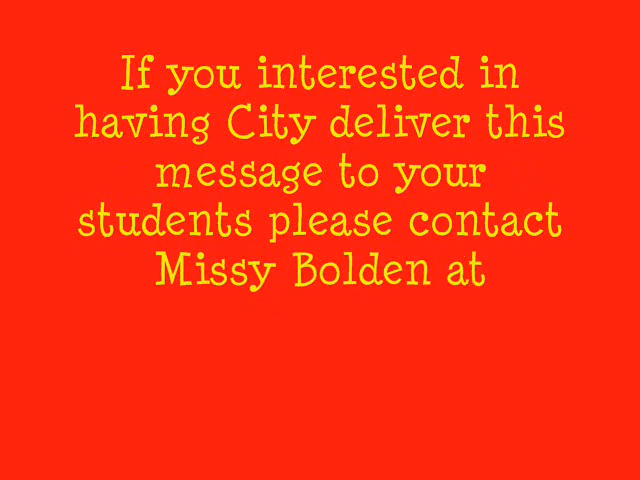 If you interested in
having City deliver this
message to your
students please contact
Missy Bolden at